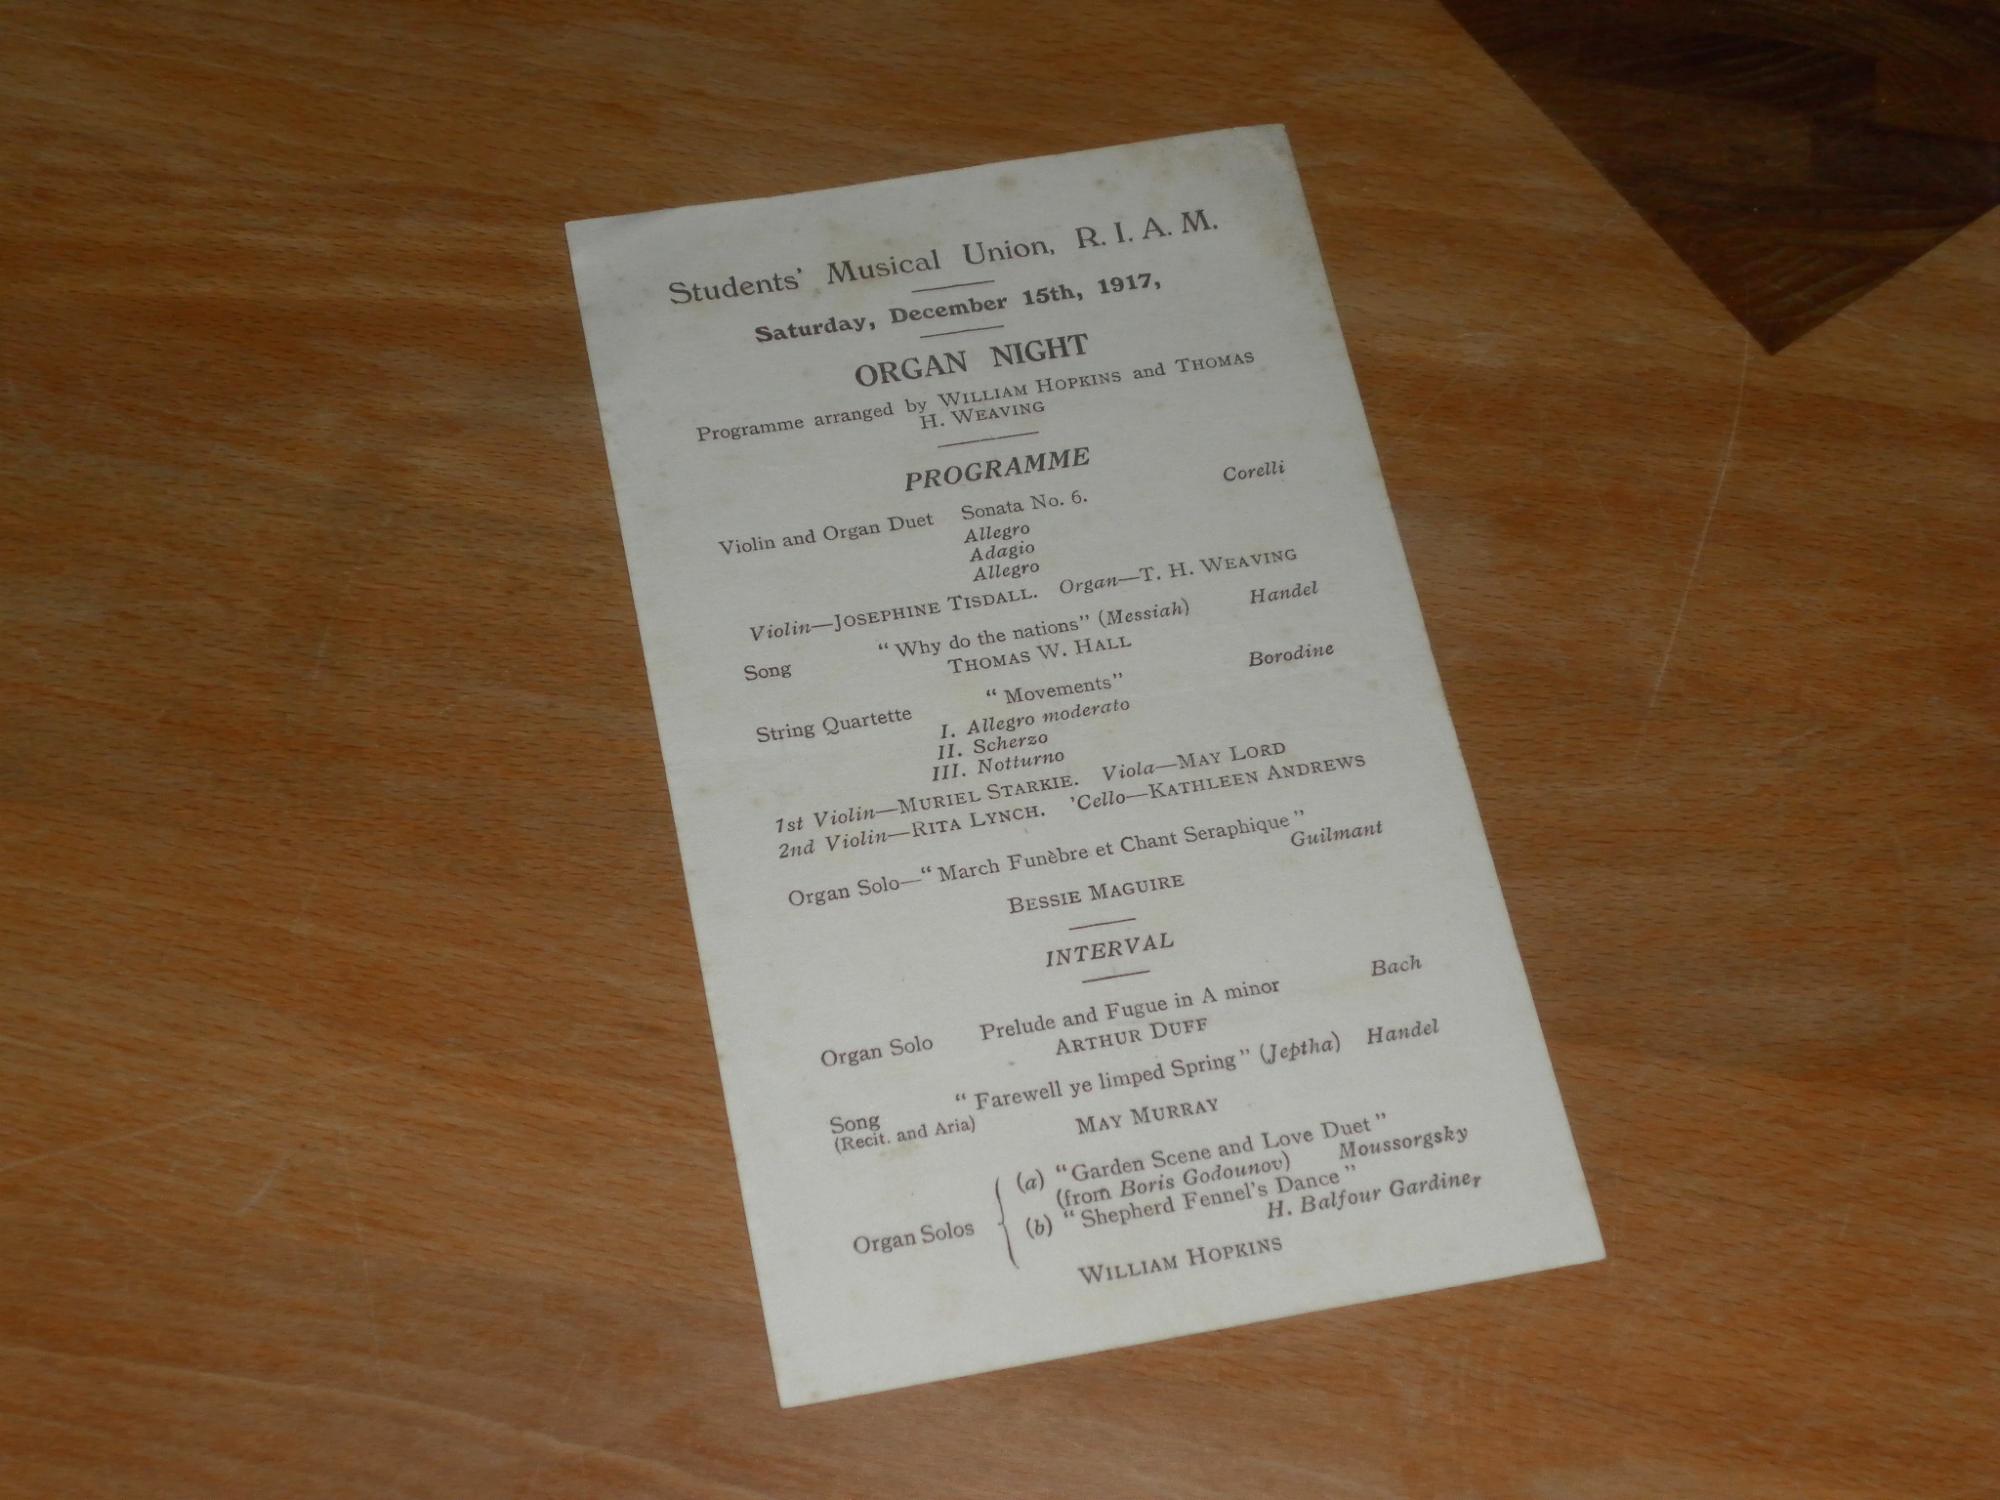 Students' Musical Union, R. I. A. M.
Saturday, December 15th, 1917,
ORGAN NIGHT
Programme arranged by WILLIAM HOPKINS and THOMAS
H. WEAVING
PROGRAMME
Violin and Organ Duet Sonata No. 6. Corelli
Allegro
Adagio
Allegro
Violin—JOSEPHINE TISDALL. Organ—T. H. WEAVING
Song "Why do the nations" (Messiah) Handel
THOMAS W. HALL
String Quartette "Movements" Borodine
I. Allegro moderato
II. Scherzo
III. Notturno
1st Violin—MURIEL STARKIE. Viola—MAY LORD
2nd Violin—RITA LYNCH. 'Cello—KATHLEEN ANDREWS
Organ Solo—"March Funèbre et Chant Seraphique"
Guilmant
BESSIE MAGUIRE
INTERVAL
Organ Solo Prelude and Fugue in A minor Bach
ARTHUR DUFF
Song "Farewell ye limped Spring" (Jeptha) Handel
(Recit. and Aria)
MAY MURRAY
Organ Solos (a) "Garden Scene and Love Duet"
(from Boris Godounov) Moussorgsky
(b) "Shepherd Fennel's Dance"
H. Balfour Gardiner
WILLIAM HOPKINS